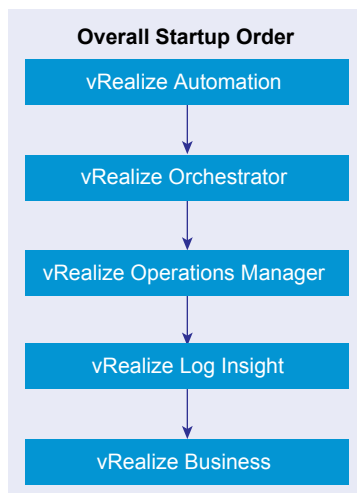 Overall Startup Order
vRealize Automation
vRealize Orchestrator
vRealize Operations Manager
vRealize Log Insight
vRealize Business